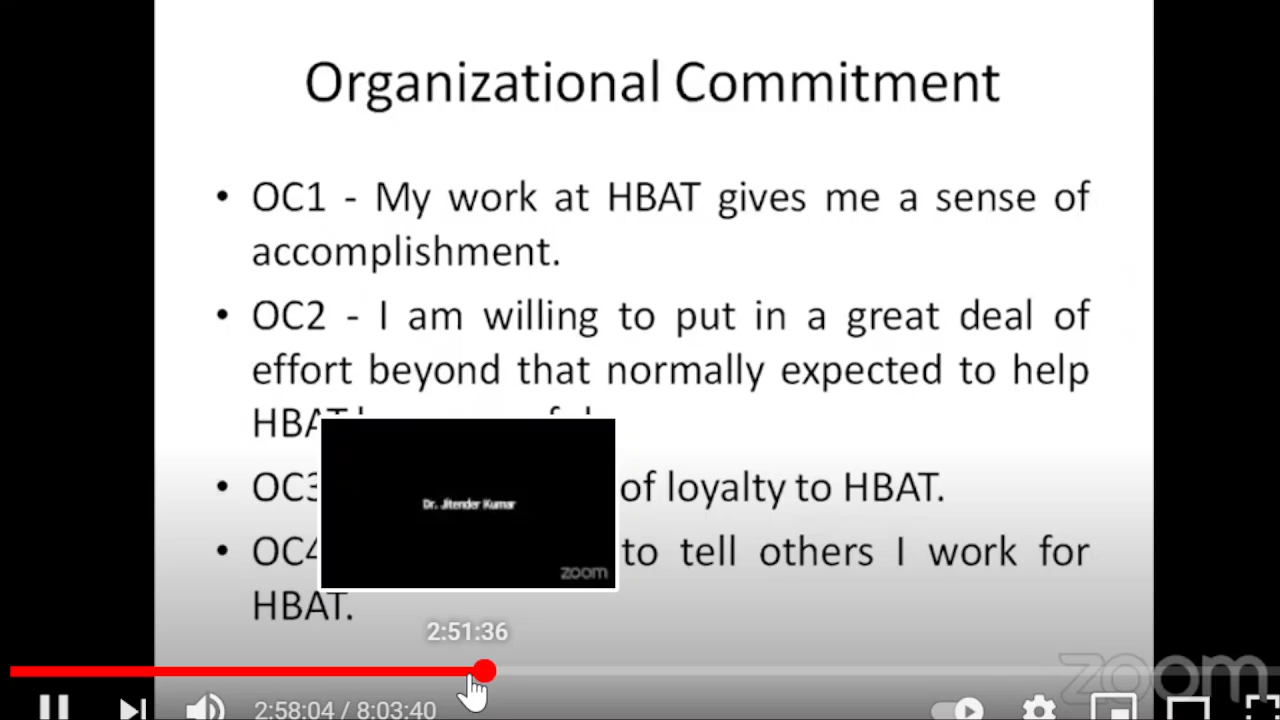 Organizational Commitment
• OC1 - My work at HBAT gives me a sense of
accomplishment.
• OC2 - I am willing to put in a great deal of
effort beyond that normally expected to help
HBAT
• OC3 of loyalty to HBAT.
• OC4 to tell others I work for
HBAT.
Dr. Jitender Kumar
zoom
2:51:36
zoom
2:58:04 / 8:03:40